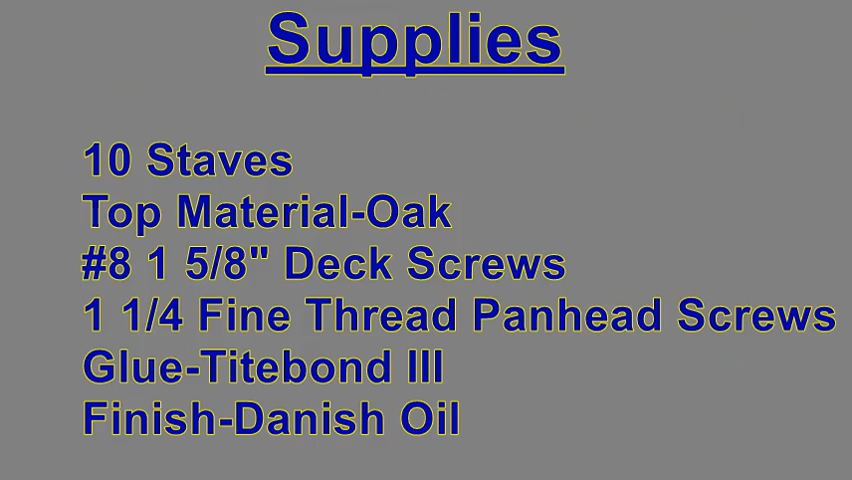 Supplies
10 Staves
Top Material-Oak
#8 1 5/8" Deck Screws
1 1/4 Fine Thread Panhead Screws
Glue-Titebond III
Finish-Danish Oil